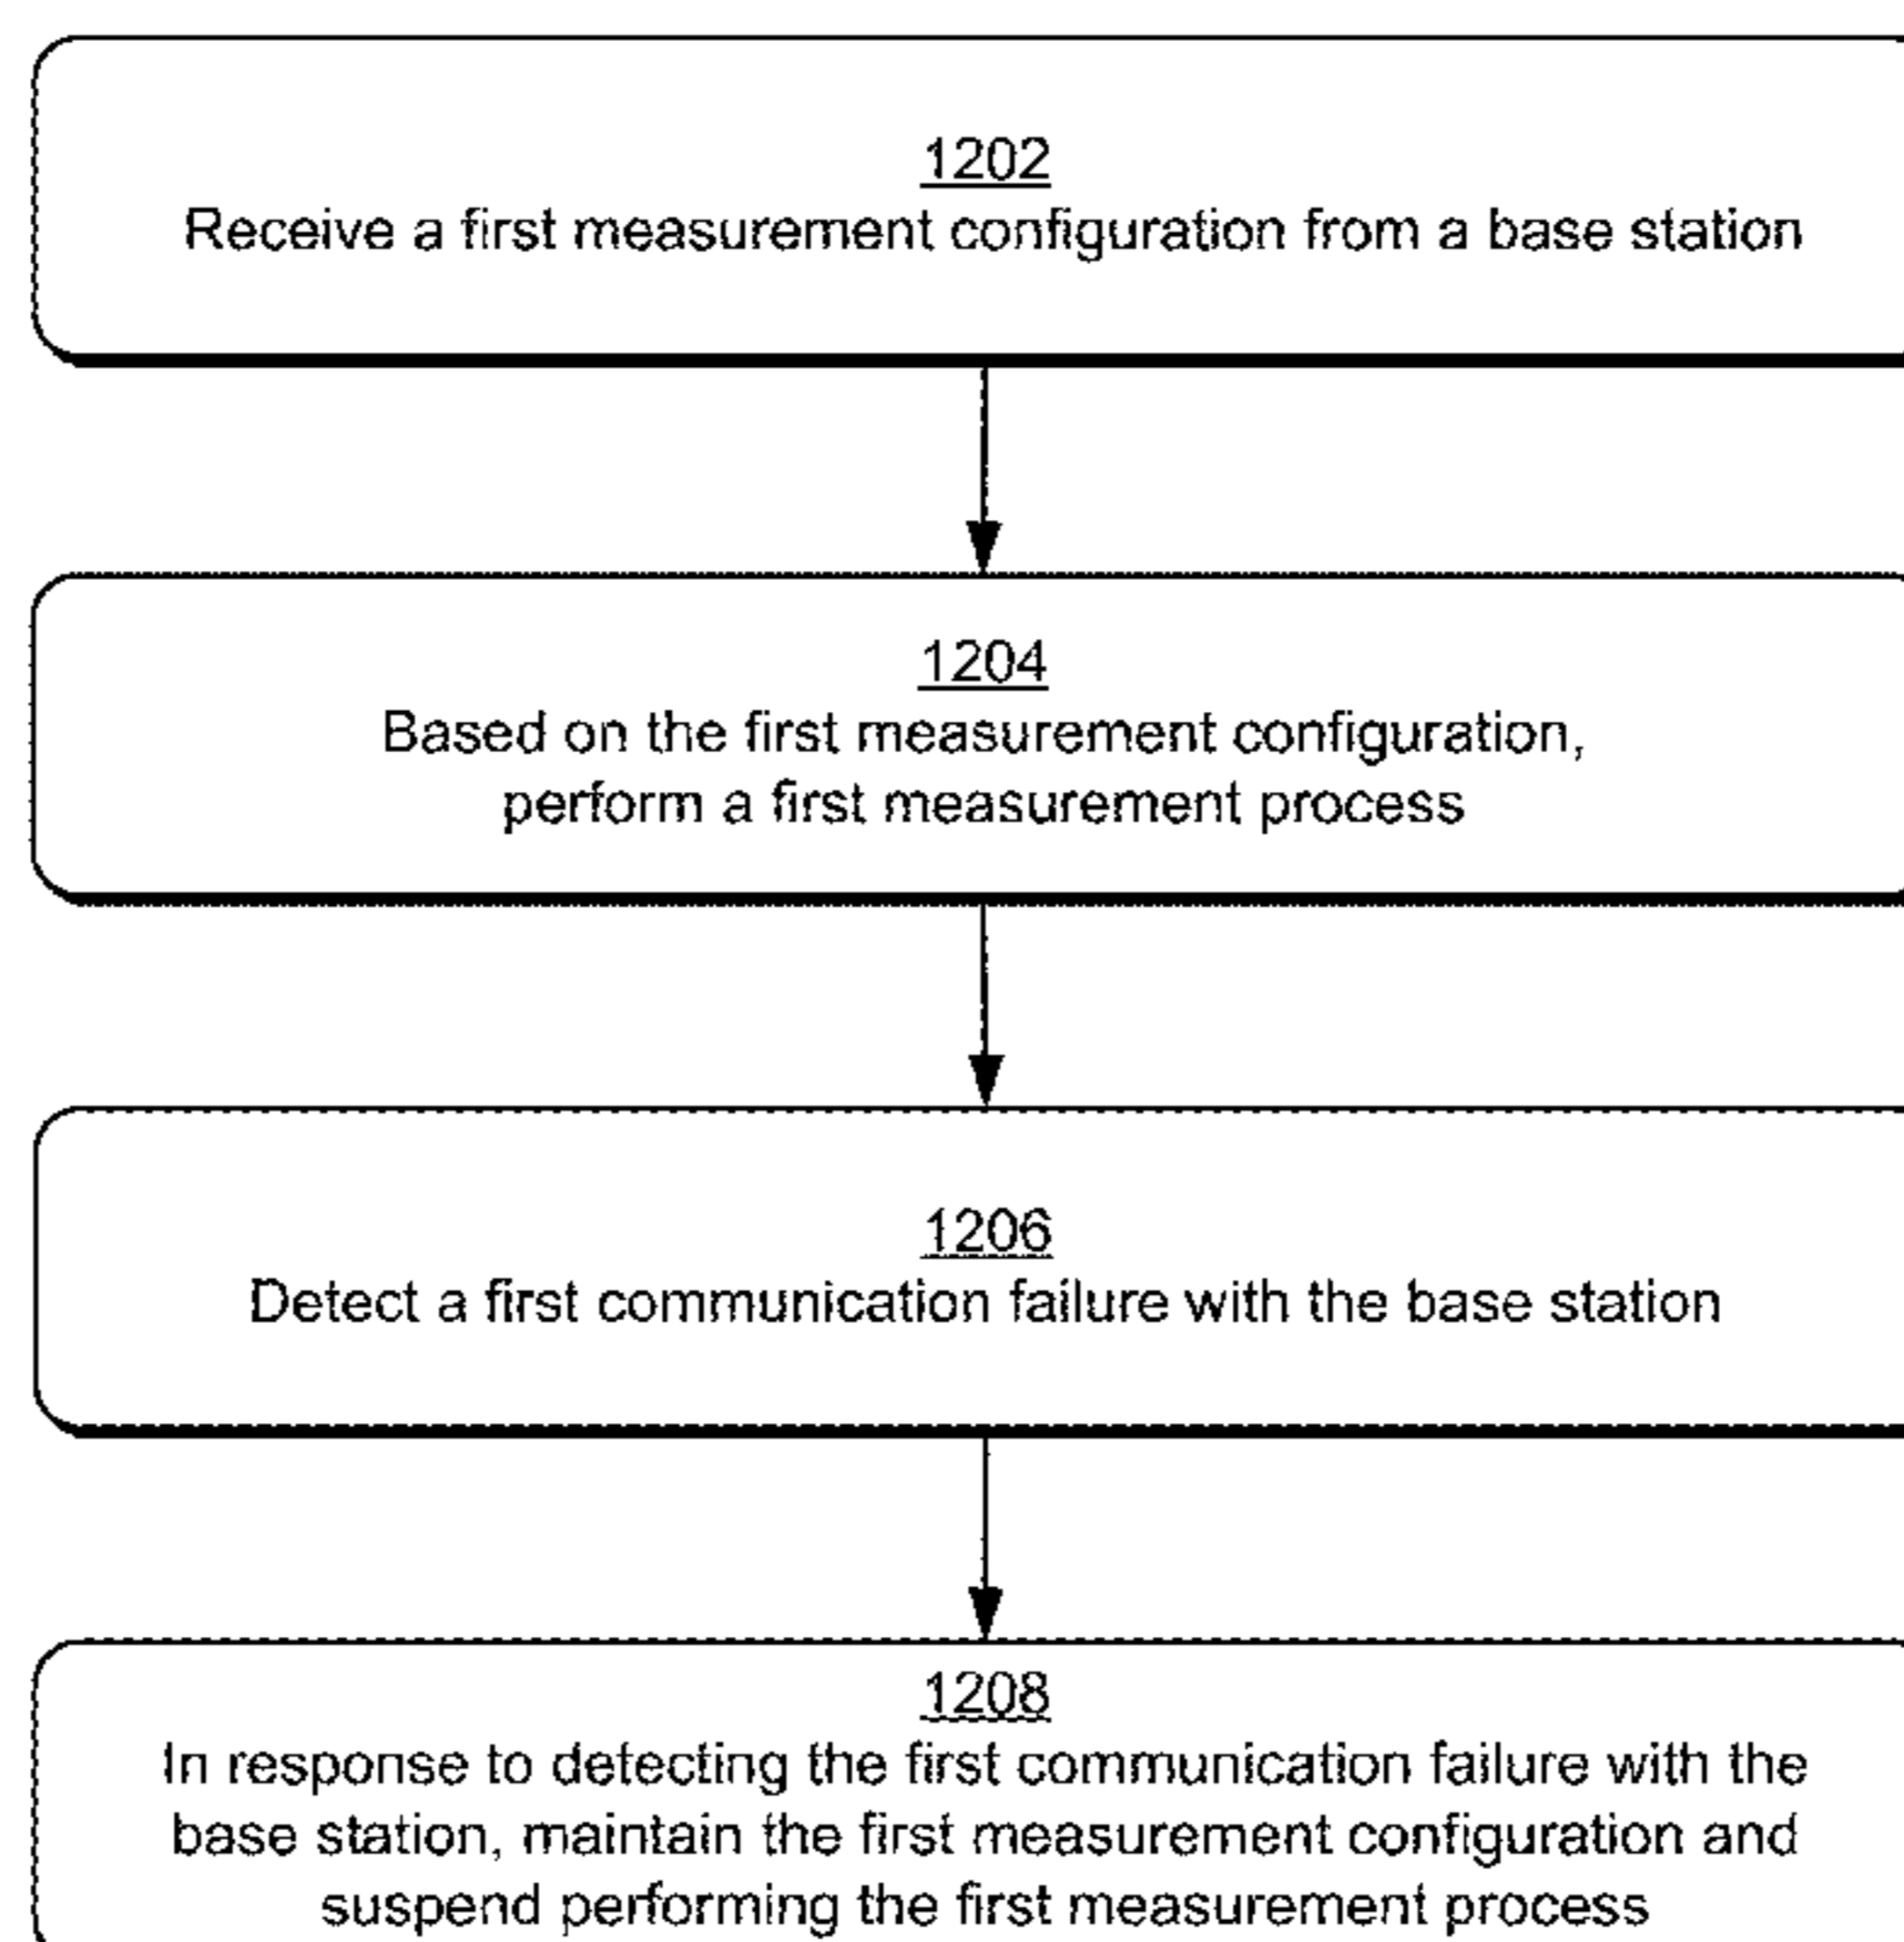 1202
Receive a first measurement configuration from a base station
1204
Based on the first measurement configuration,
perform a first measurement process
1206
Detect a first communication failure with the base station
1208
In response to detecting the first communication failure with the
base station, maintain the first measurement configuration and
suspend performing the first measurement process